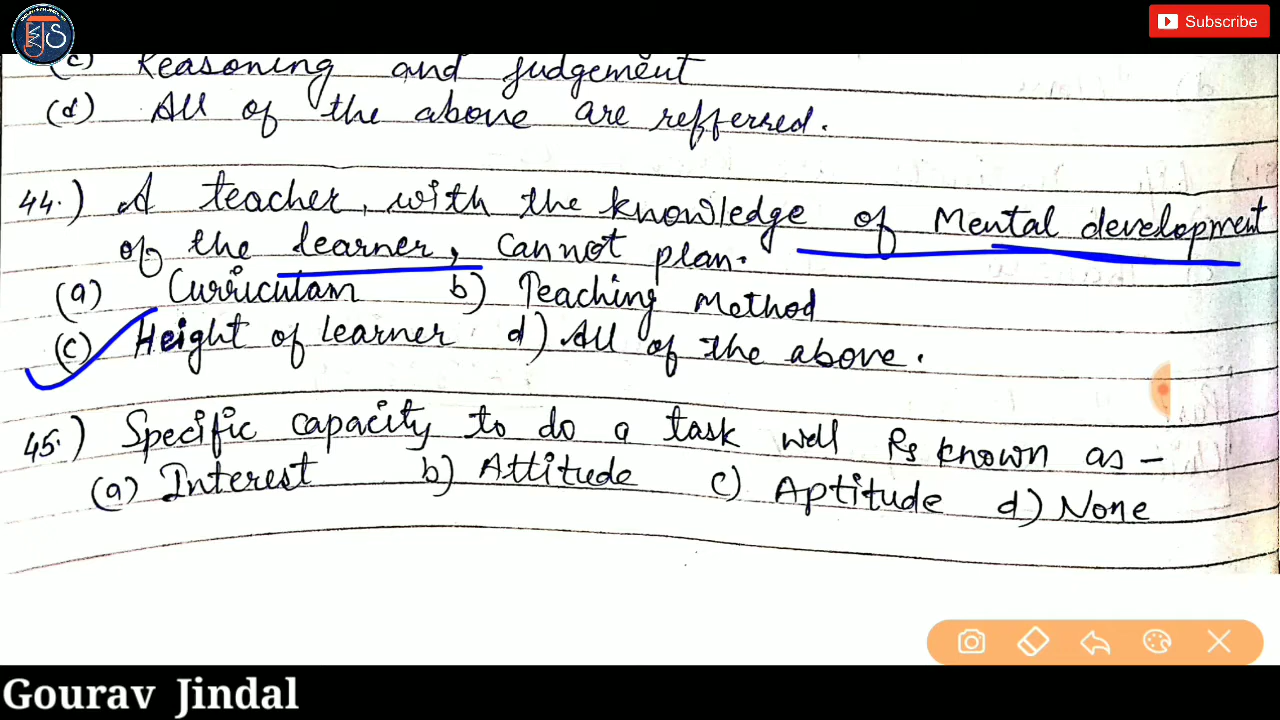 Subscribe
(c) Reasoning and judgement
(d) All of the above are refferred.
44.) A teacher, with the knowledge of Mental development
of the learner, cannot plan.
(a) Curriculam b) Teaching Method
(c) Height of learner d) All of the above.
45.) Specific capacity to do a task well is known as -
(a) Interest b) Attitude c) Aptitude d) None
Gourav Jindal